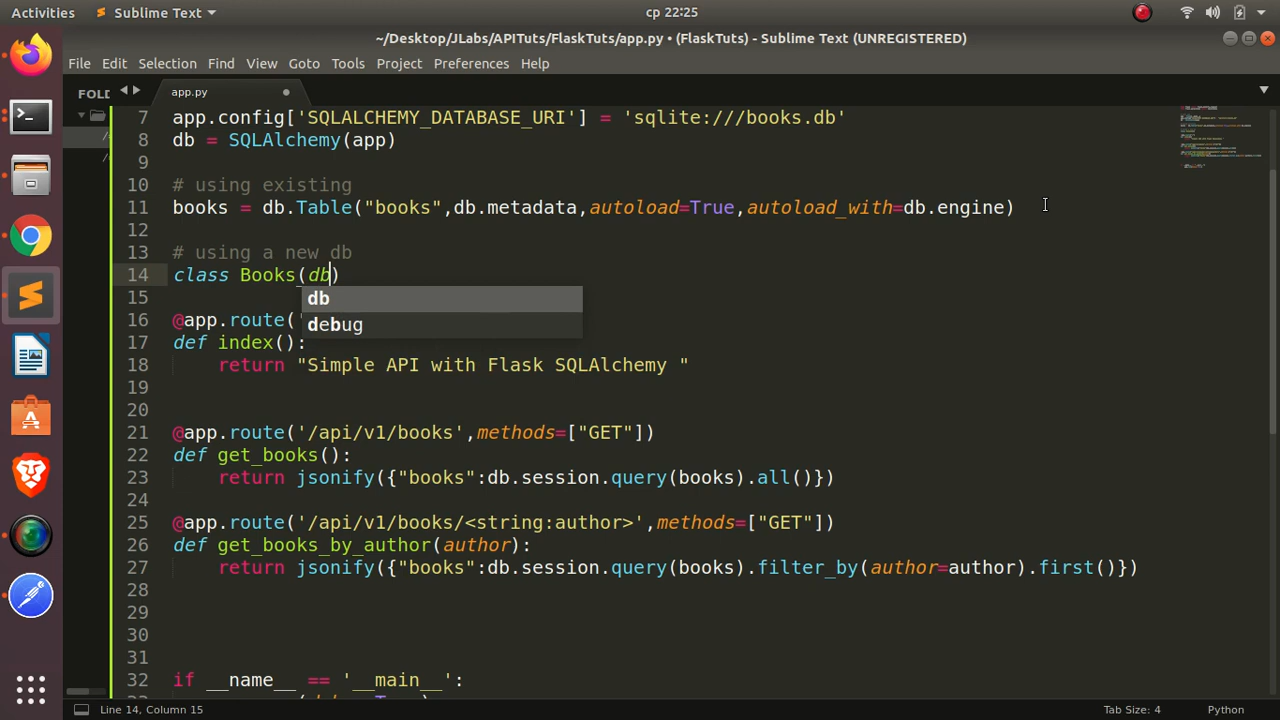 Activities Sublime Text ср 22:25
~/Desktop/JLabs/APITuts/FlaskTuts/app.py • (FlaskTuts) - Sublime Text (UNREGISTERED)
File Edit Selection Find View Goto Tools Project Preferences Help
FOLD app.py
7 app.config['SQLALCHEMY_DATABASE_URI'] = 'sqlite:///books.db'
8 db = SQLAlchemy(app)
9
10 # using existing
11 books = db.Table("books",db.metadata,autoload=True,autoload_with=db.engine)
12
13 # using a new db
14 class Books(db)
db
debug
15
16 @app.route('
17 def index():
18 return "Simple API with Flask SQLAlchemy "
19
20
21 @app.route('/api/v1/books',methods=["GET"])
22 def get_books():
23 return jsonify({"books":db.session.query(books).all()})
24
25 @app.route('/api/v1/books/<string:author>',methods=["GET"])
26 def get_books_by_author(author):
27 return jsonify({"books":db.session.query(books).filter_by(author=author).first()})
28
29
30
31
32 if __name__ == '__main__':
Line 14, Column 15 Tab Size: 4 Python